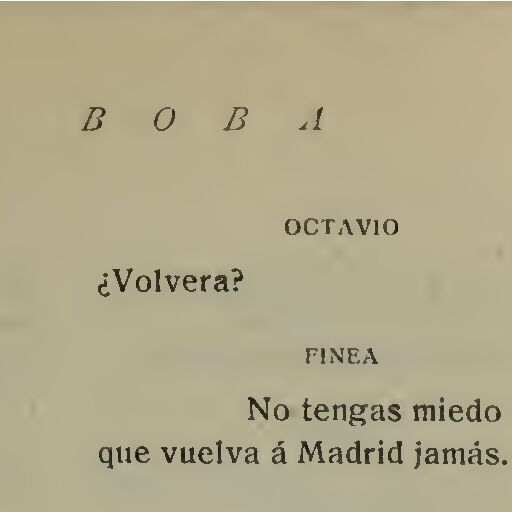 B O B A
OCTAVIO
¿Volvera?
FINEA
No tengas miedo
que vuelva á Madrid jamás.